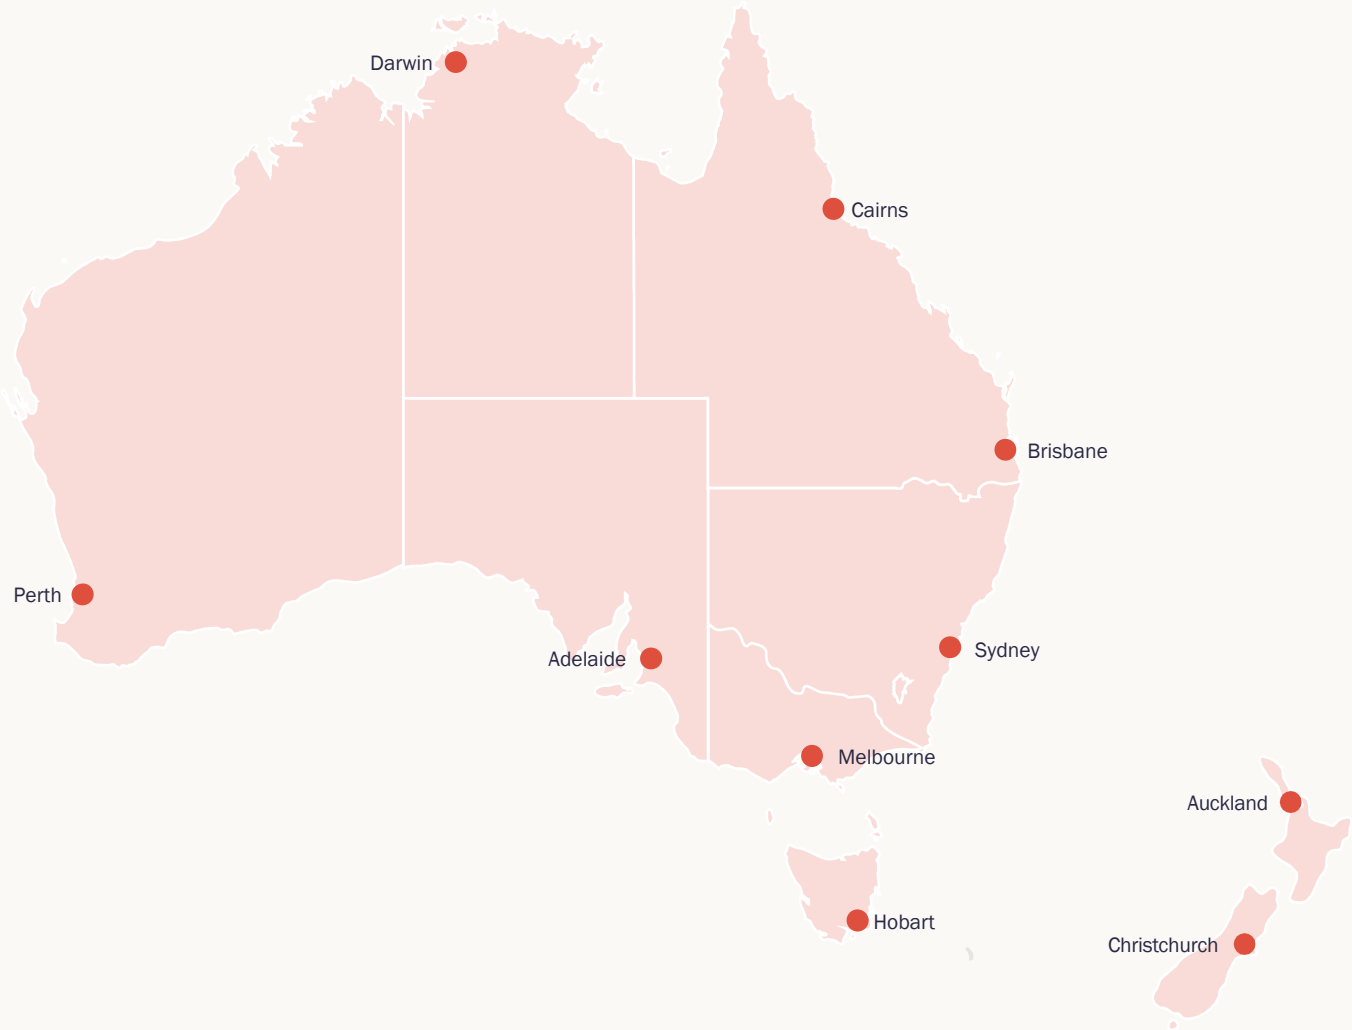 Darwin
Cairns
Brisbane
Perth
Sydney
Adelaide
Melbourne
Auckland
Hobart
Christchurch